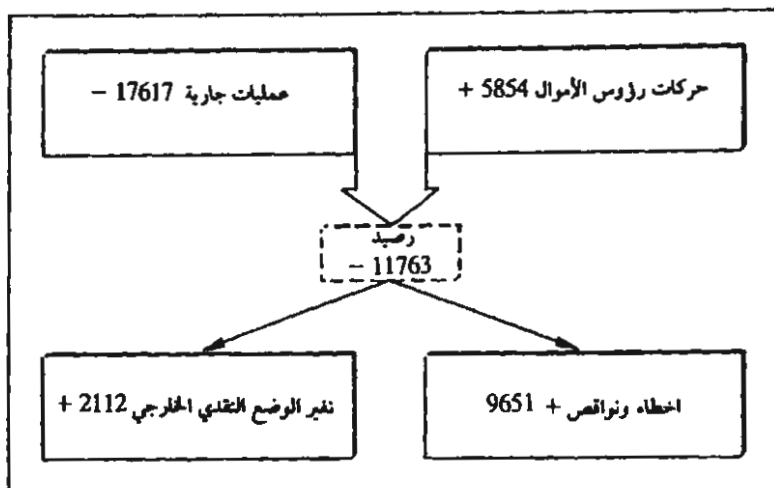 حركات رؤوس الأموال 5854 +
عمليات جارية 17617 −
رصيد
11763 −
اخطاء ونواقص + 9651
تغير الوضع النقدي الخارجي 2112 +